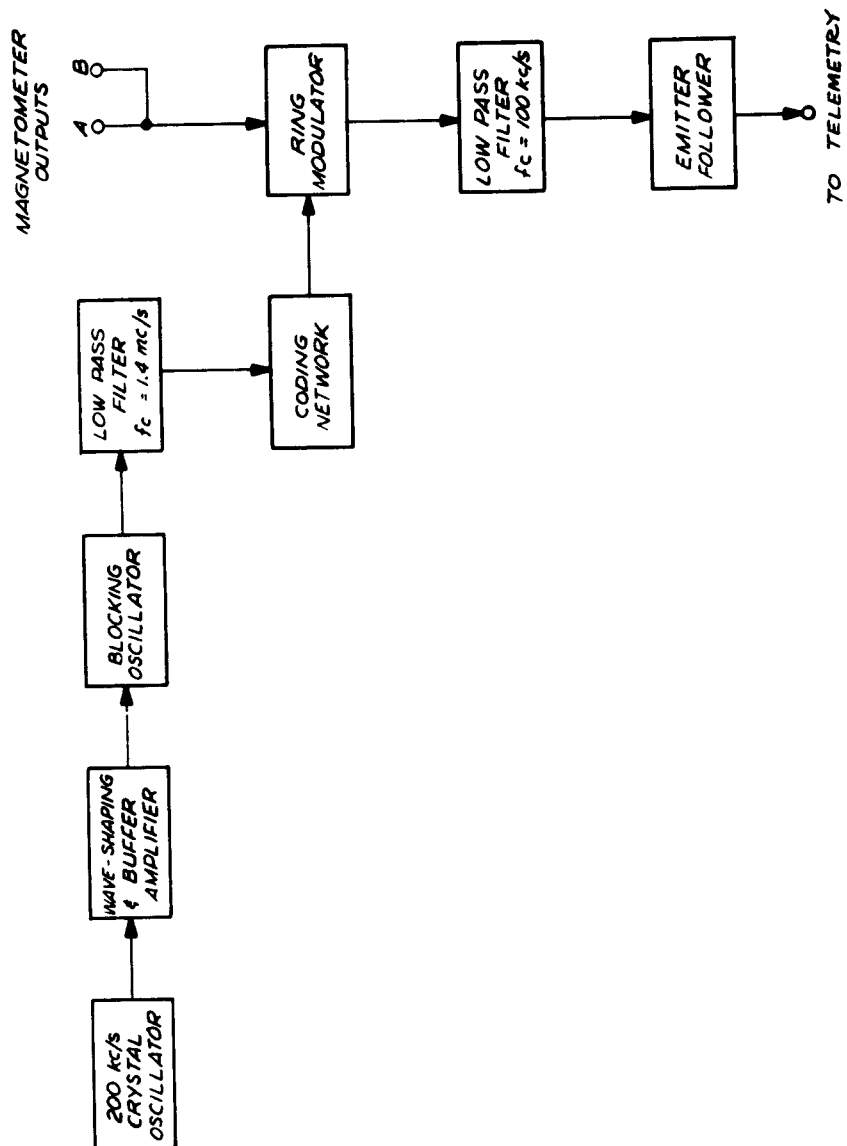 200 kc/s
CRYSTAL
OSCILLATOR
WAVE-SHAPING
& BUFFER
AMPLIFIER
BLOCKING
OSCILLATOR
LOW PASS
FILTER
fc = 1.4 mc/s
CODING
NETWORK
MAGNETOMETER
OUTPUTS
A
B
RING
MODULATOR
LOW PASS
FILTER
fc = 100 kc/s
EMITTER
FOLLOWER
TO TELEMETRY